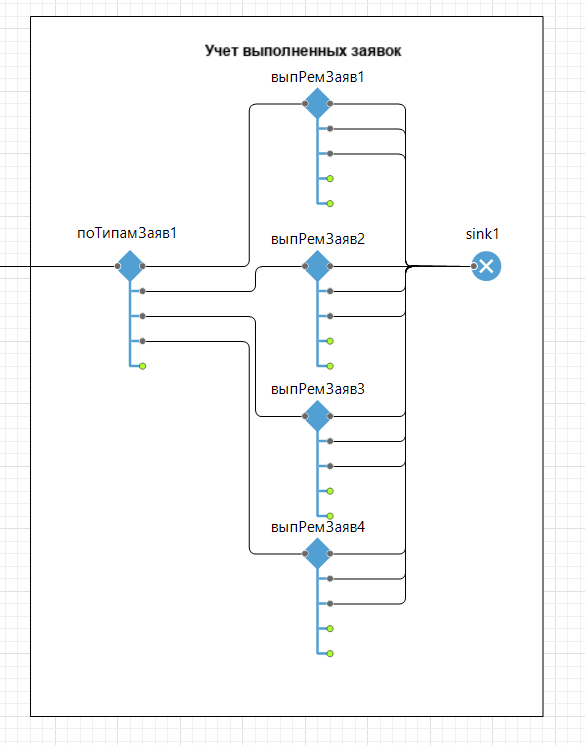 Учет выполненных заявок
выпРемЗаяв1
поТипамЗаяв1
выпРемЗаяв2
sink1
выпРемЗаяв3
выпРемЗаяв4